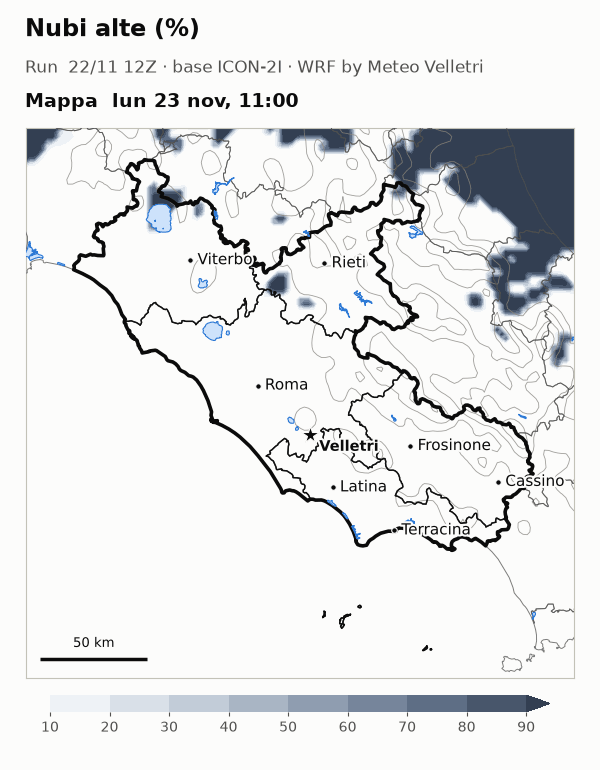 Nubi alte (%)
Run 22/11 12Z · base ICON-2I · WRF by Meteo Velletri
Mappa lun 23 nov, 11:00
Viterbo
Rieti
Roma
Velletri
Frosinone
Latina
Cassino
Terracina
50 km
10 20 30 40 50 60 70 80 90